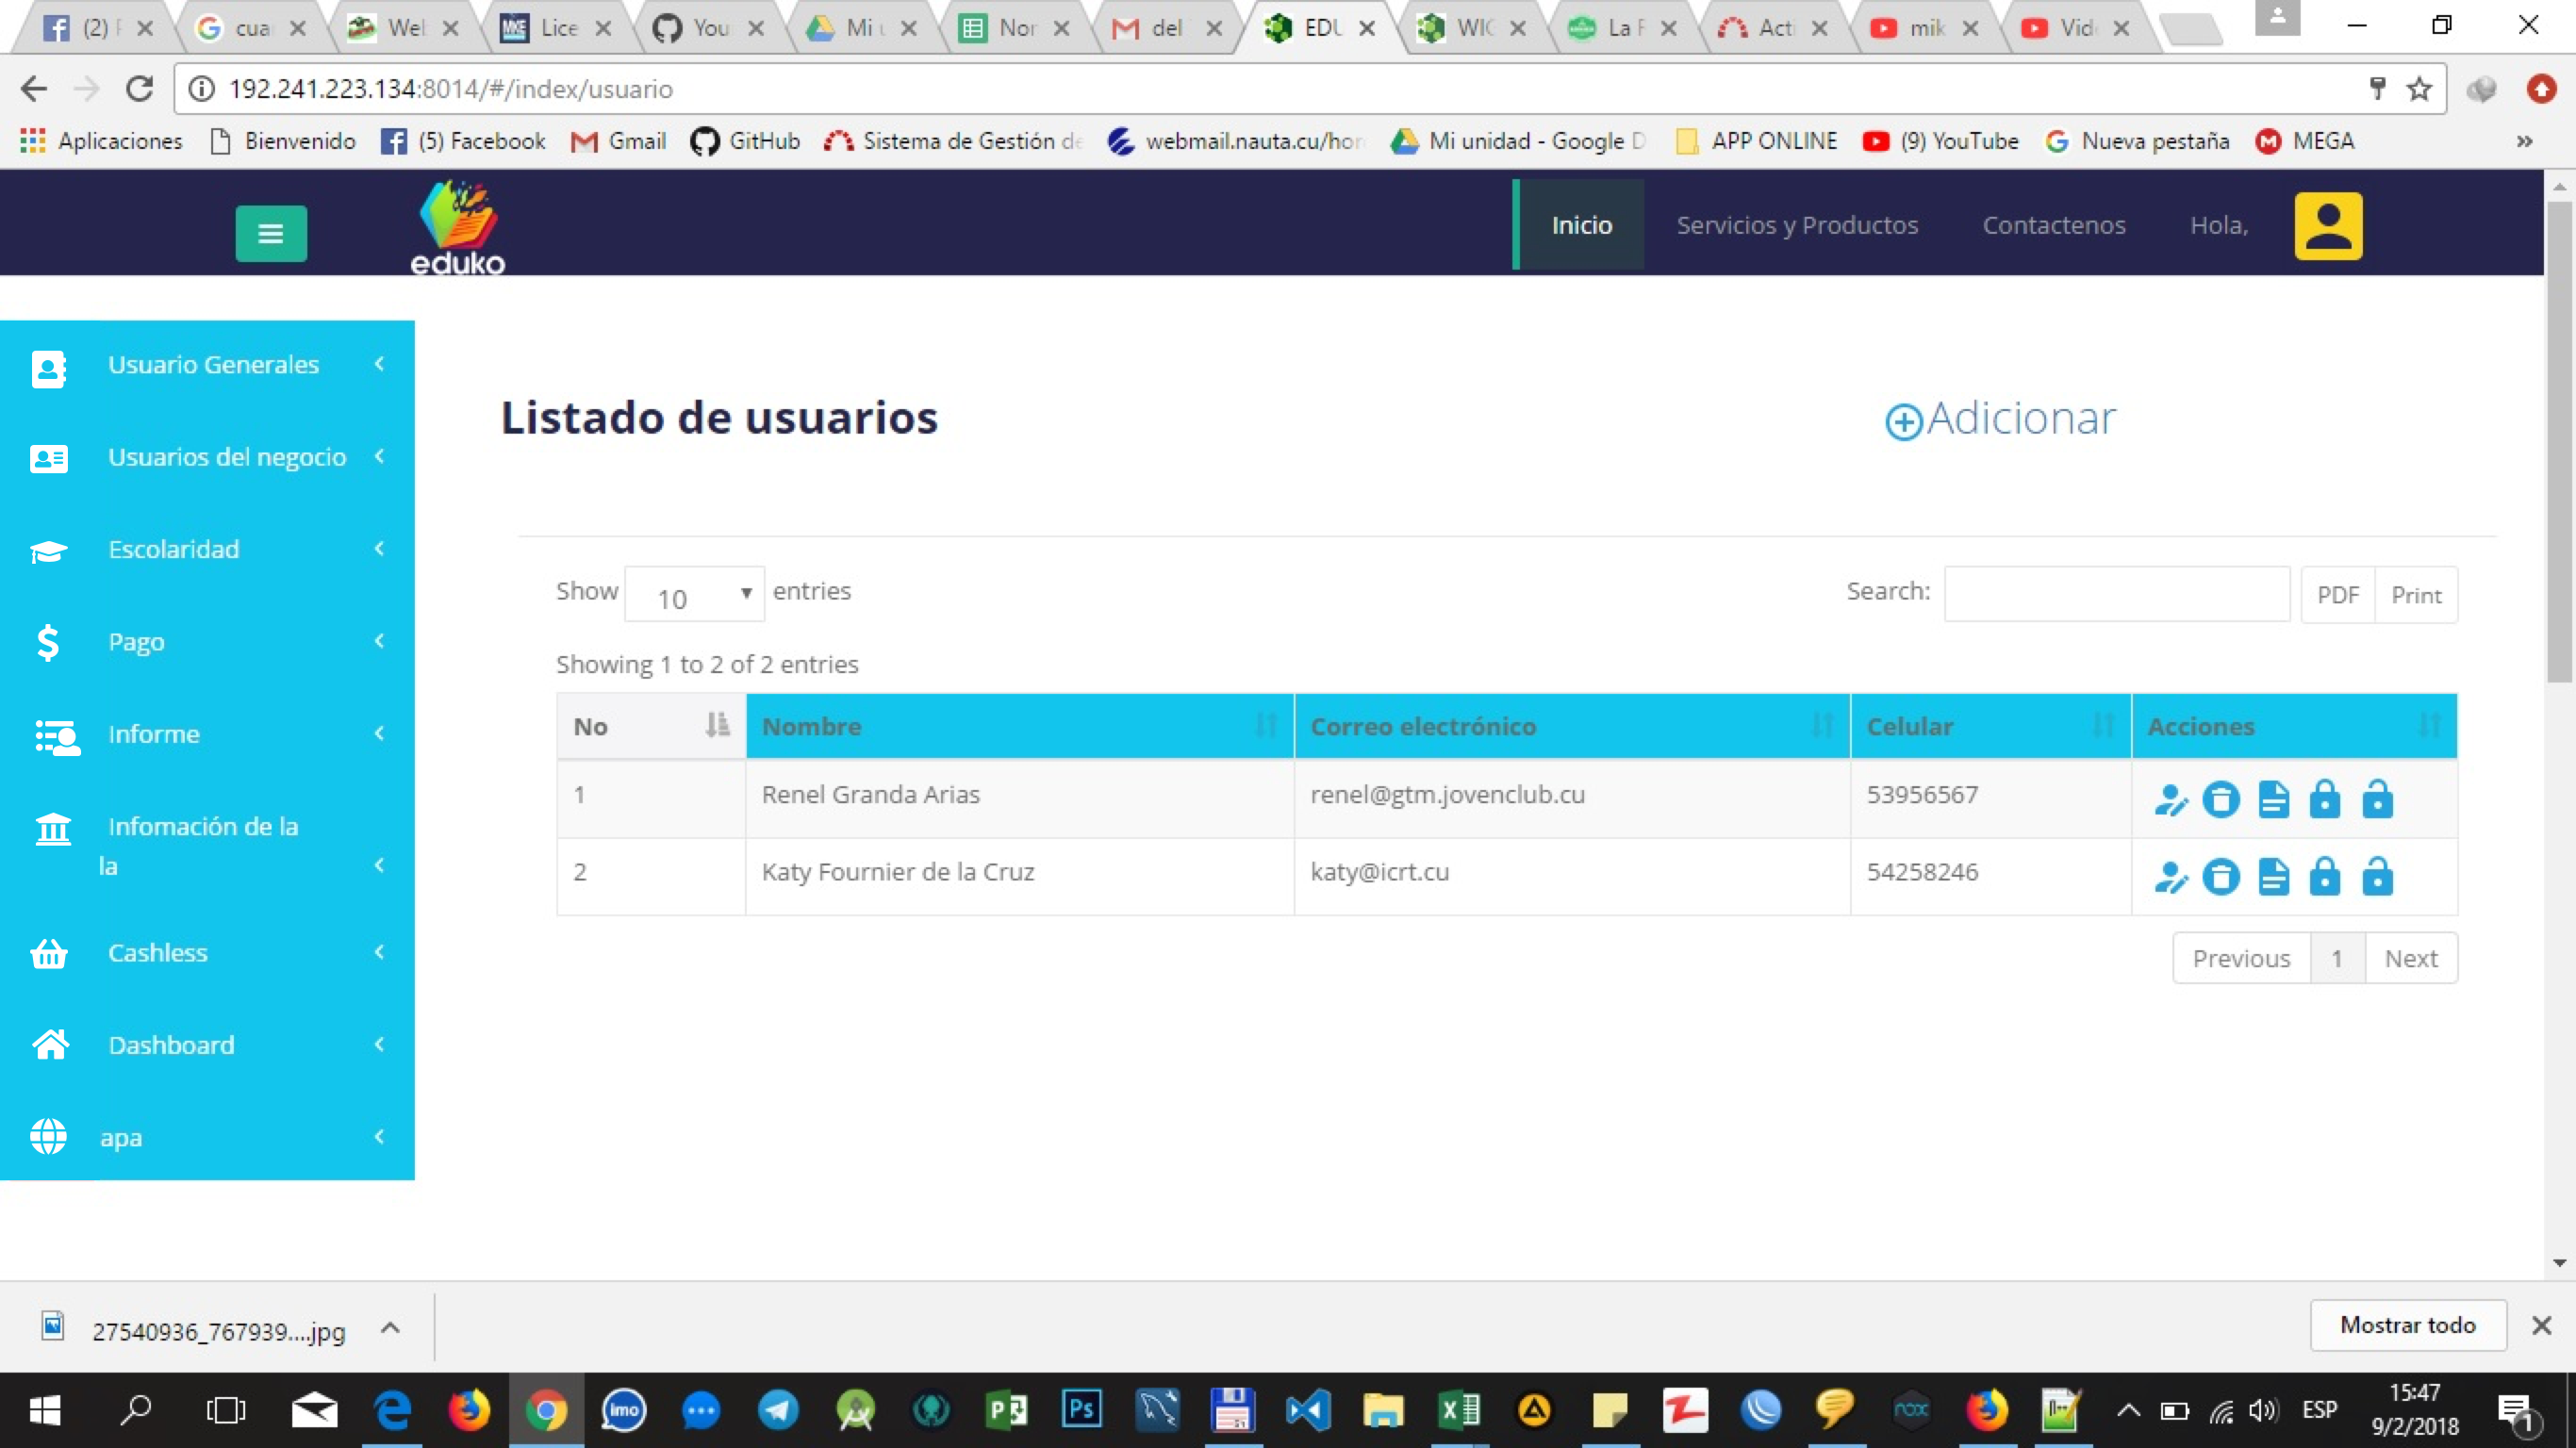 (2) F
cua
Wel
Lice
You
Mi u
Nor
del
EDU
WIC
La F
Acti
mik
Vid
192.241.223.134:8014/#/index/usuario
Aplicaciones
Bienvenido
(5) Facebook
Gmail
GitHub
Sistema de Gestión de
webmail.nauta.cu/hor
Mi unidad - Google D
APP ONLINE
(9) YouTube
Nueva pestaña
MEGA
eduko
Inicio
Servicios y Productos
Contactenos
Hola,
Usuario Generales
Usuarios del negocio
Escolaridad
Pago
Informe
Infomación de la
la
Cashless
Dashboard
apa
Listado de usuarios
Adicionar
Show 10 entries
Search:
PDF
Print
Showing 1 to 2 of 2 entries
No Nombre Correo electrónico Celular Acciones
1 Renel Granda Arias renel@gtm.jovenclub.cu 53956567
2 Katy Fournier de la Cruz katy@icrt.cu 54258246
Previous 1 Next
27540936_767939....jpg
Mostrar todo
imo
Ps
nox
ESP
15:47
9/2/2018
1